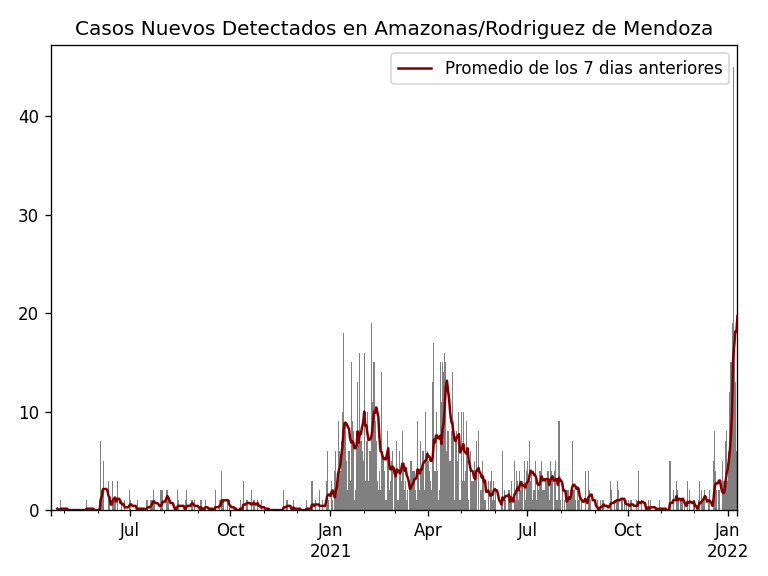 Casos Nuevos Detectados en Amazonas/Rodriguez de Mendoza
Promedio de los 7 dias anteriores
40
30
20
10
0
Jul Oct Jan Apr Jul Oct Jan
2021 2022